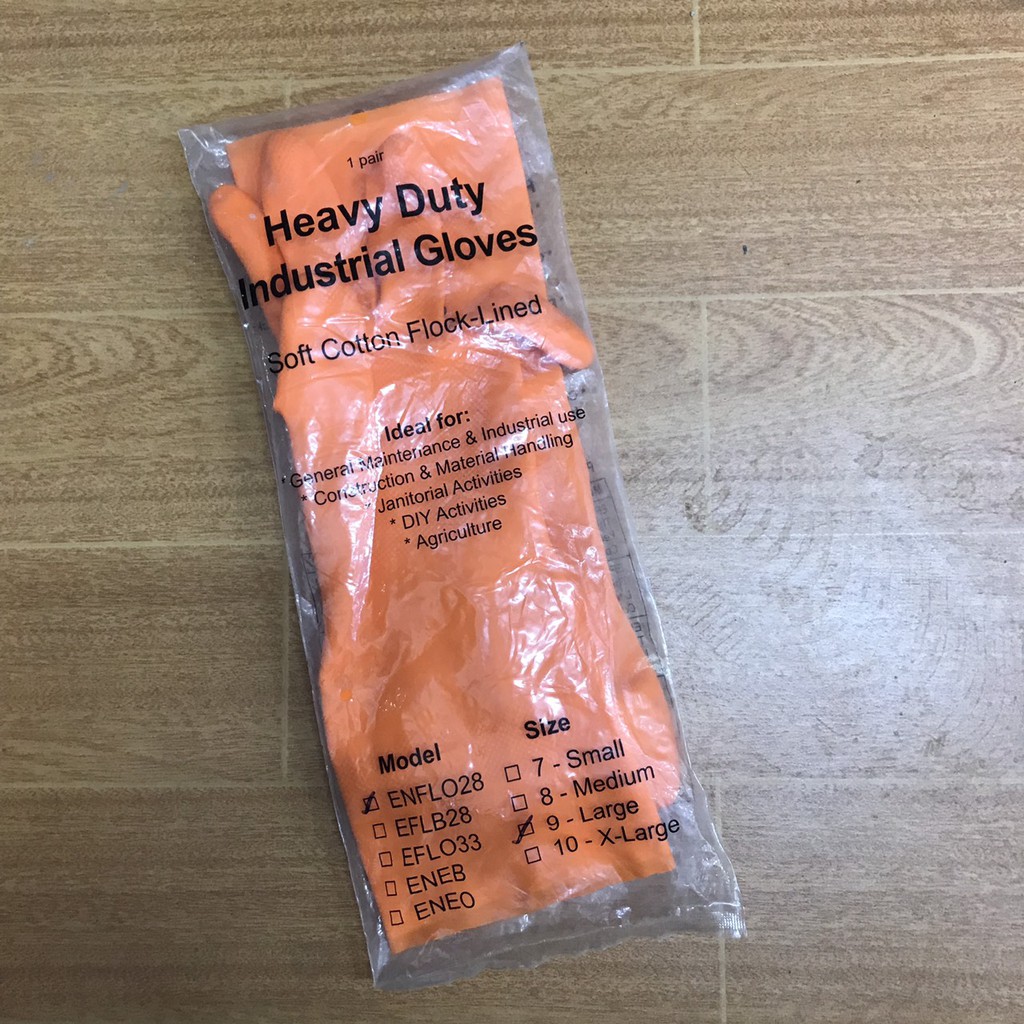 1 pair
Heavy Duty
Industrial Gloves
Soft Cotton Flock-Lined
Ideal for:
* General Maintenance & Industrial use
* Construction & Material Handling
* Janitorial Activities
* DIY Activities
* Agriculture
Model
ENFLO28
EFLB28
EFLO33
ENEB
ENEO
Size
7 - Small
8 - Medium
9 - Large
10 - X-Large